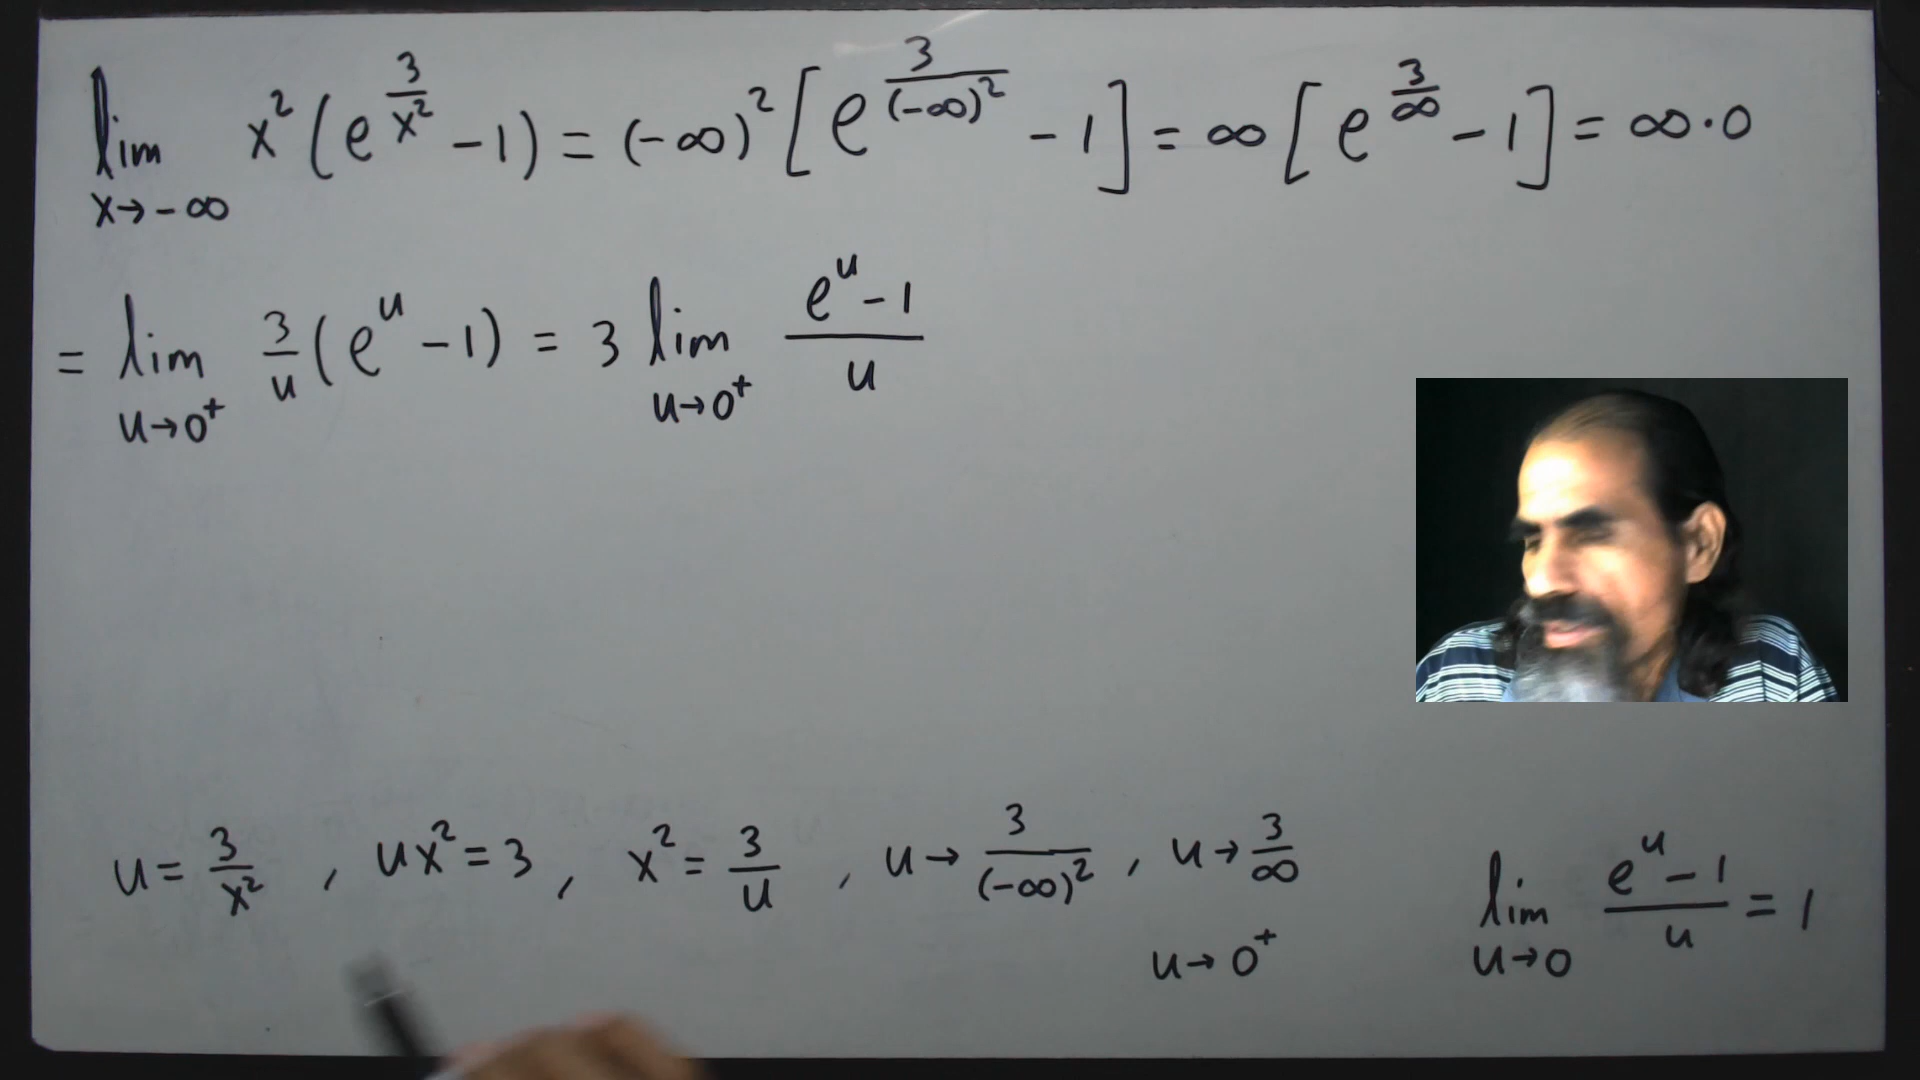 lim x→-∞ x²(e^(3/x²) -1) = (-∞)²[e^(3/(-∞)²) -1] = ∞[e^(3/∞) -1] = ∞·0
= lim u→0⁺ 3/u(e^u -1) = 3 lim u→0⁺ (e^u -1)/u
u = 3/x² , ux² = 3 , x² = 3/u , u→3/(-∞)² , u→3/∞
u→0⁺
lim u→0 (e^u -1)/u = 1